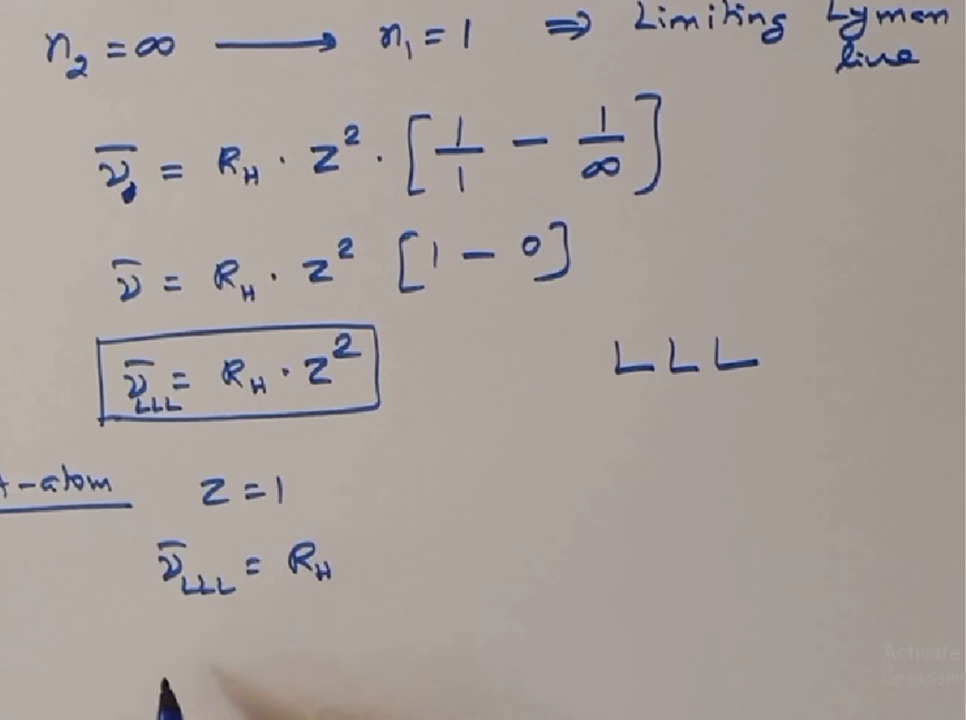 n₂ = ∞ ⟶ n₁ = 1 ⇒ Limiting Lyman line
ν̄ = R_H · Z² · [1/1 − 1/∞]
ν̄ = R_H · Z² [1 − 0]
ν̄_LLL = R_H · Z²
LLL
-atom Z = 1
ν̄_LLL = R_H
Activate